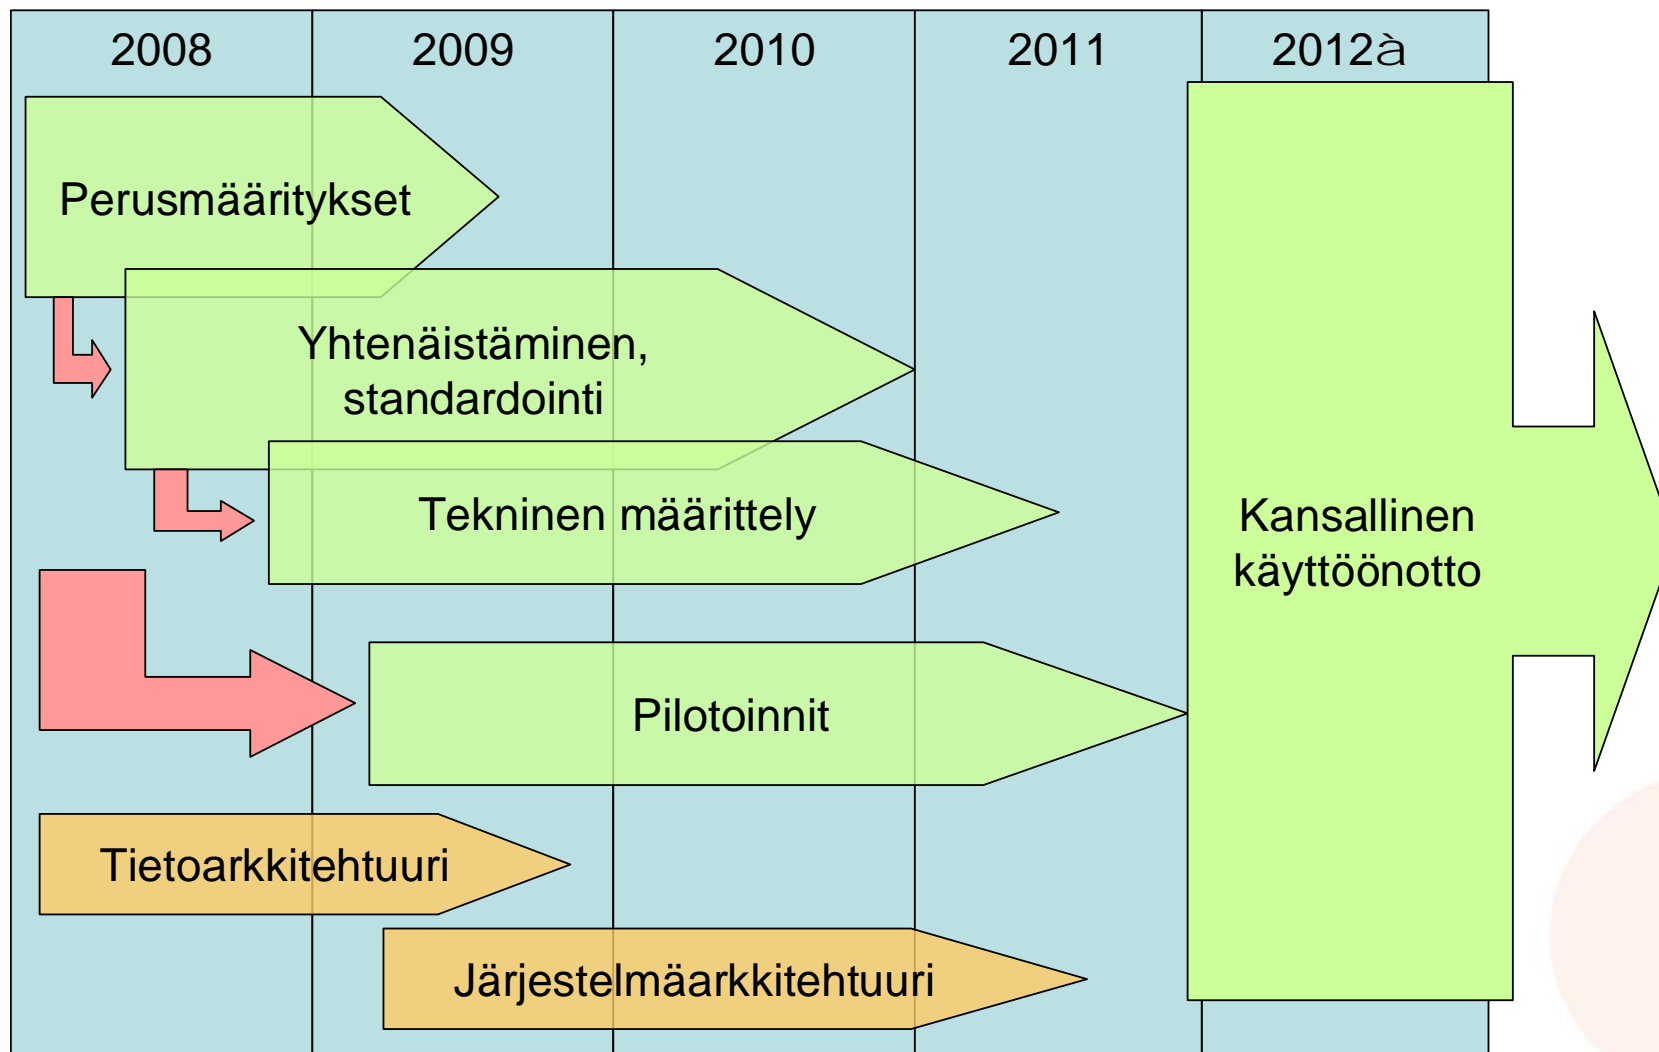 2008
2009
2010
2011
2012à
Perusmääritykset
Yhtenäistäminen,
standardointi
Tekninen määrittely
Kansallinen
käyttöönotto
Pilotoinnit
Tietoarkkitehtuuri
Järjestelmäarkkitehtuuri